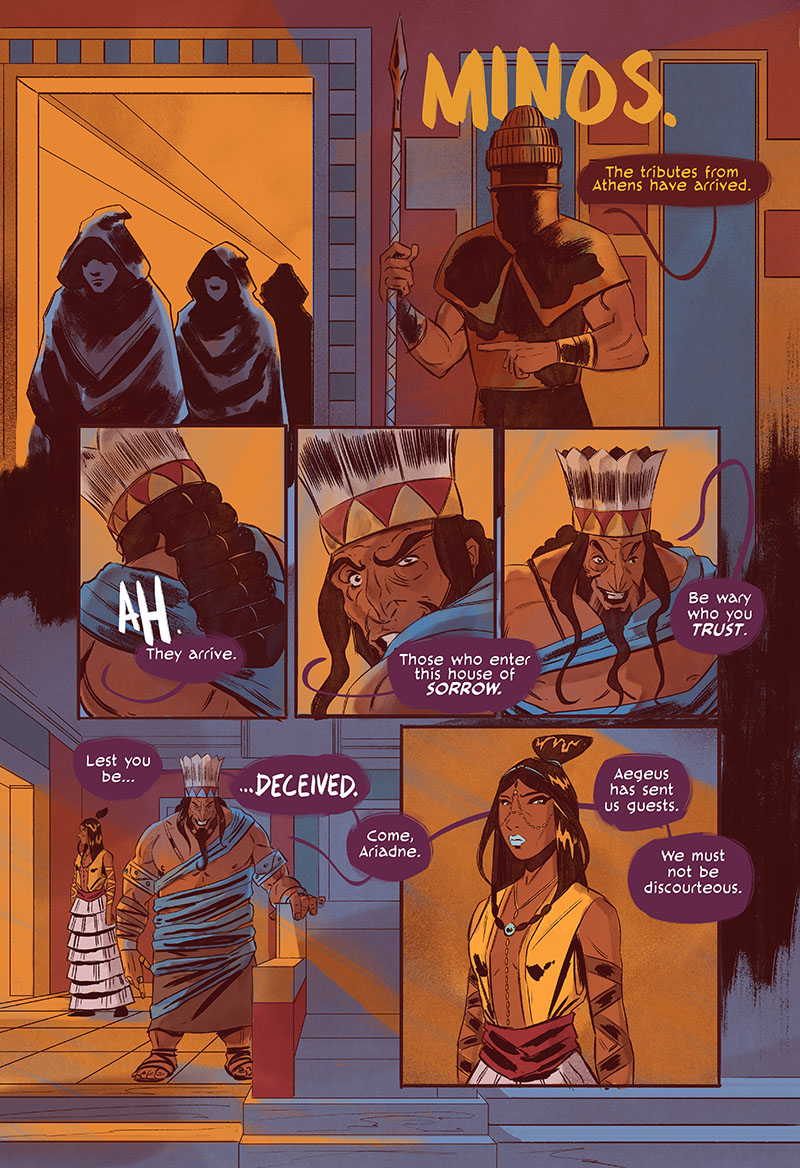 MINOS.
The tributes from
Athens have arrived.
AH.
They arrive.
Those who enter
this house of
SORROW.
Be wary
who you
TRUST.
Lest you
be...
...DECEIVED.
Come,
Ariadne.
Aegeus
has sent
us guests.
We must
not be
discourteous.